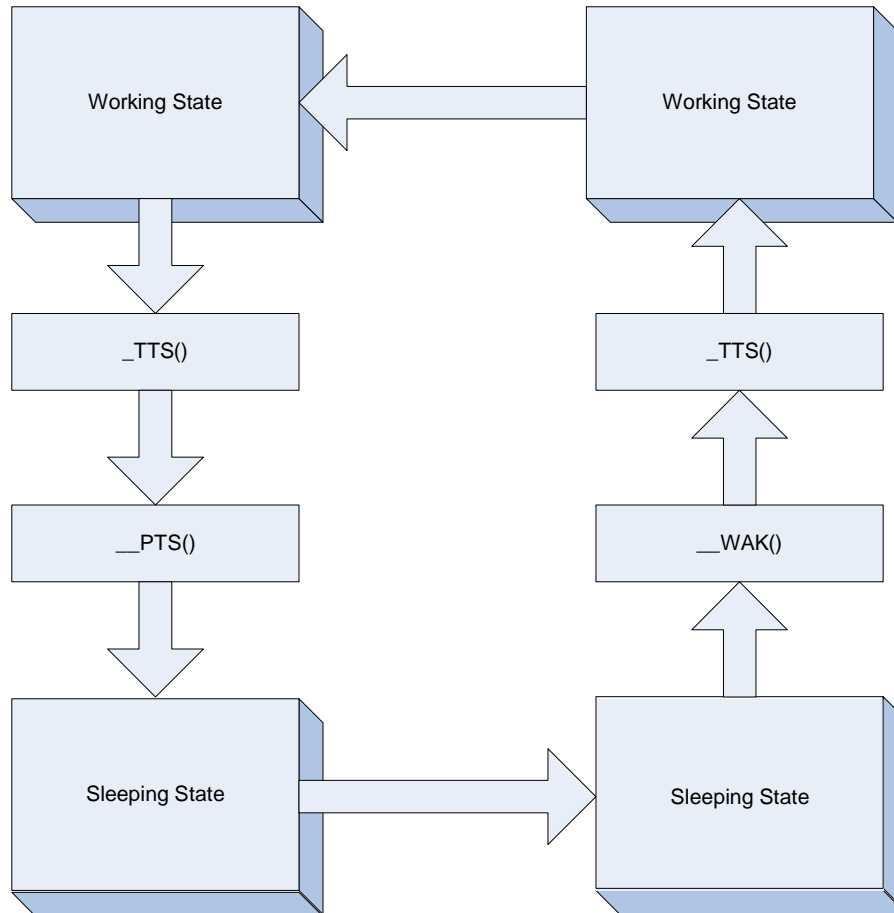 Working State
Working State
_TTS()
_TTS()
__PTS()
__WAK()
Sleeping State
Sleeping State